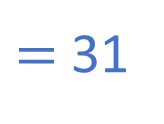 = 31